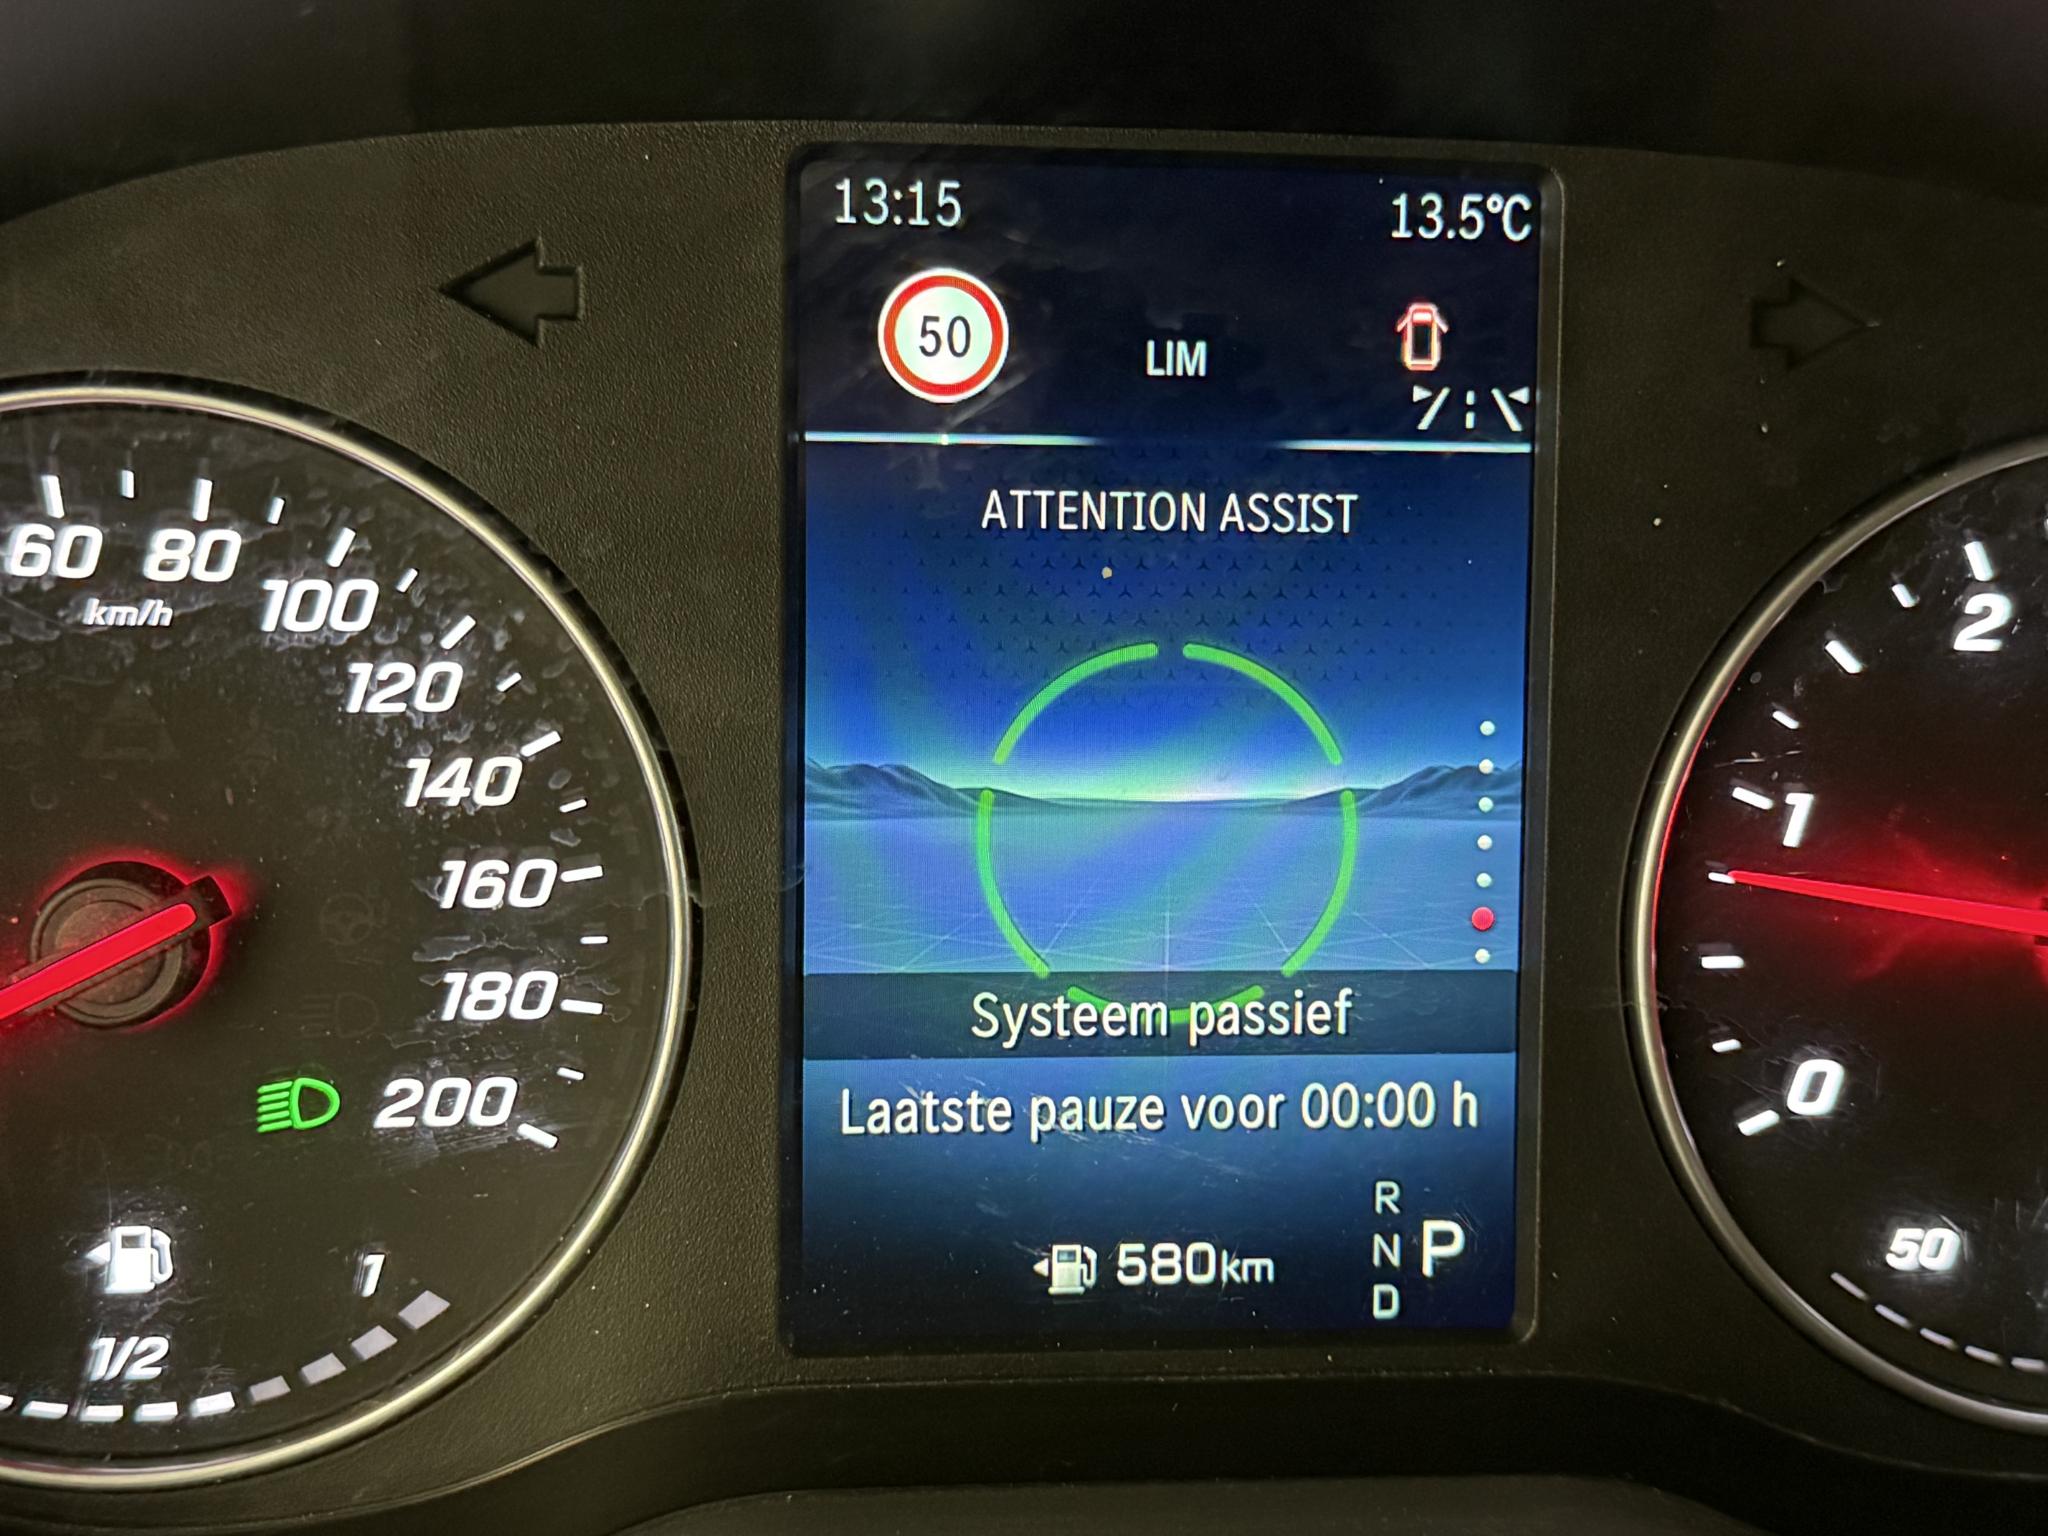 13:15 13.5°C
50 LIM
ATTENTION ASSIST
Systeem passief
Laatste pauze voor 00:00 h
580km
R
N P
D
60 80 100 120 140 160 180 200
km/h
1/2 1
2
1
0
50